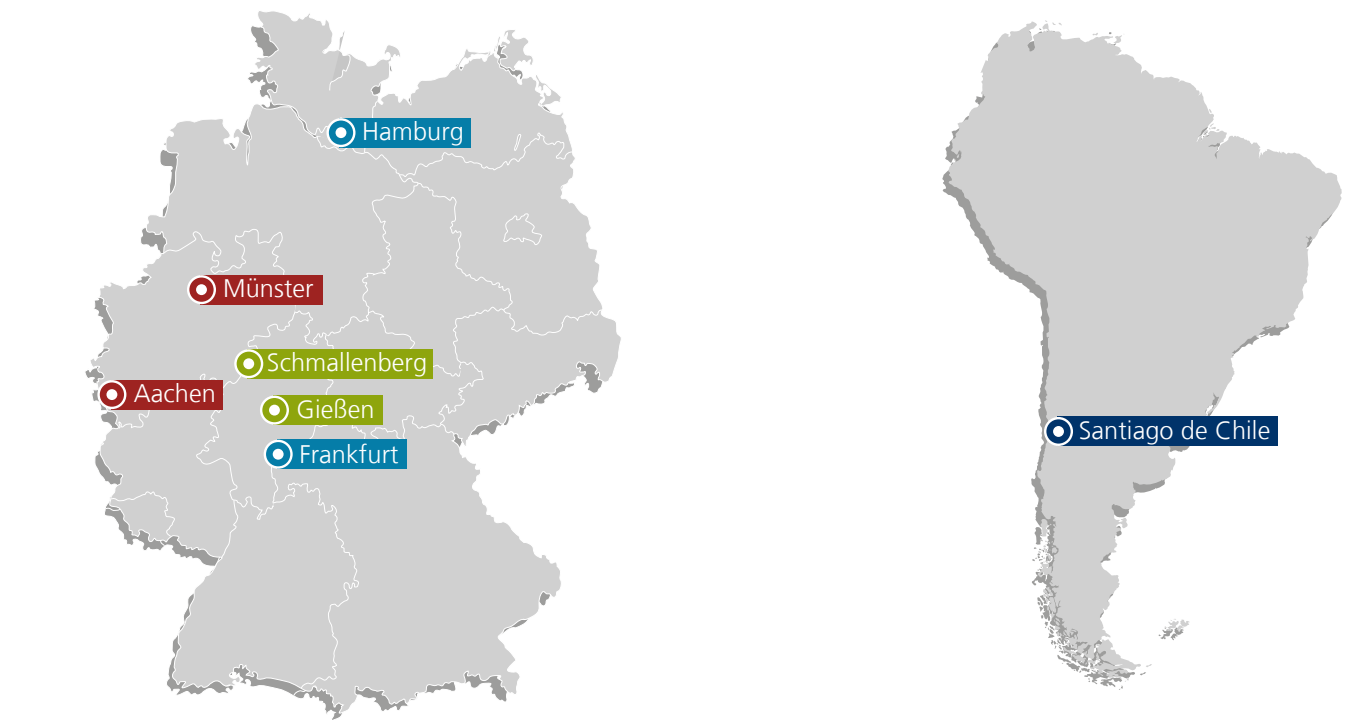 Hamburg
Münster
Schmallenberg
Aachen
Gießen
Frankfurt
Santiago de Chile